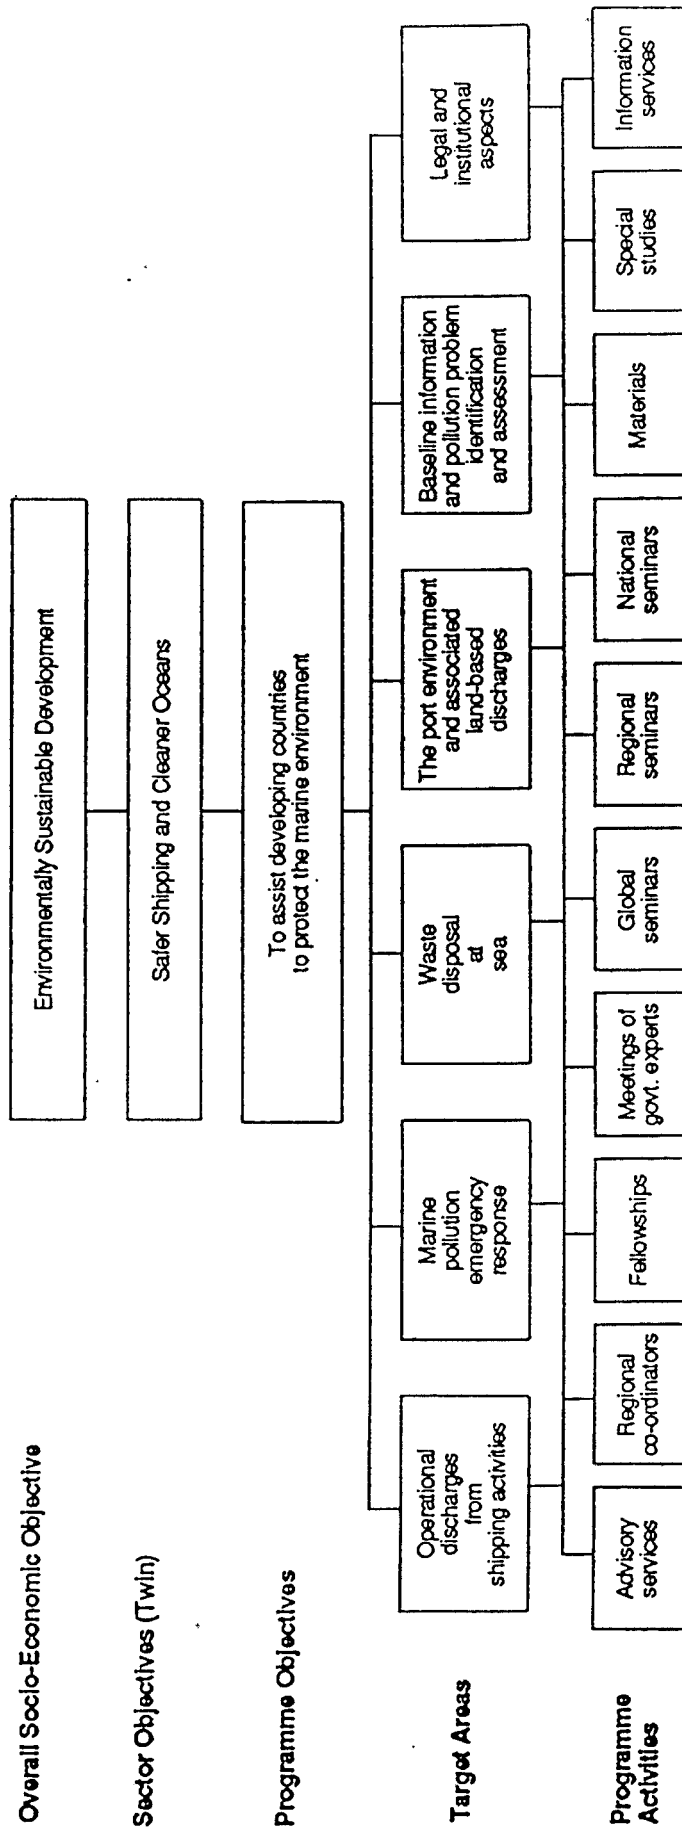 Overall Socio-Economic Objective
Environmentally Sustainable Development
Sector Objectives (Twin)
Safer Shipping and Cleaner Oceans
Programme Objectives
To assist developing countries
to protect the marine environment
Target Areas
Operational
discharges
from
shipping activities
Marine
pollution
emergency
response
Waste
disposal
at
sea
The port environment
and associated
land-based
discharges
Baseline information
and pollution problem
identification
and assessment
Legal and
institutional
aspects
Programme
Activities
Advisory
services
Regional
co-ordinators
Fellowships
Meetings of
govt. experts
Global
seminars
Regional
seminars
National
seminars
Materials
Special
studies
Information
services